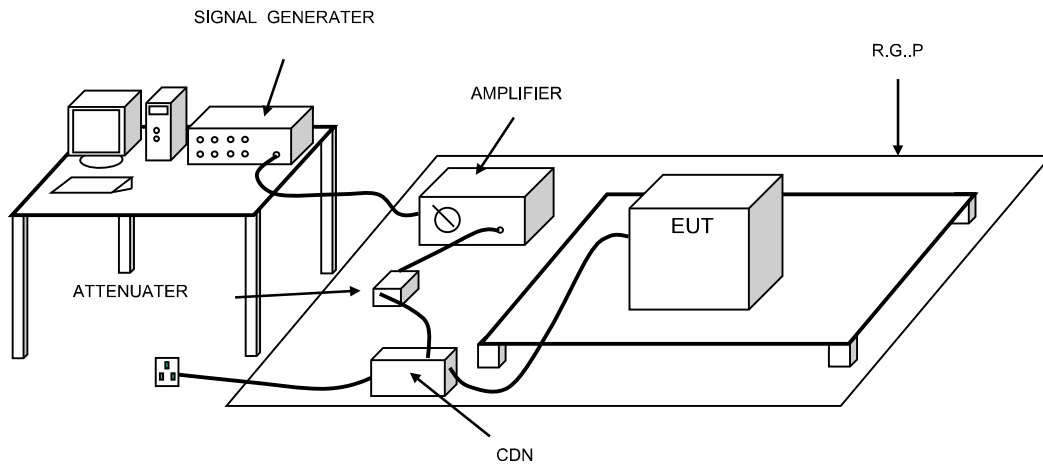 SIGNAL GENERATER
R.G..P
AMPLIFIER
EUT
ATTENUATER
CDN